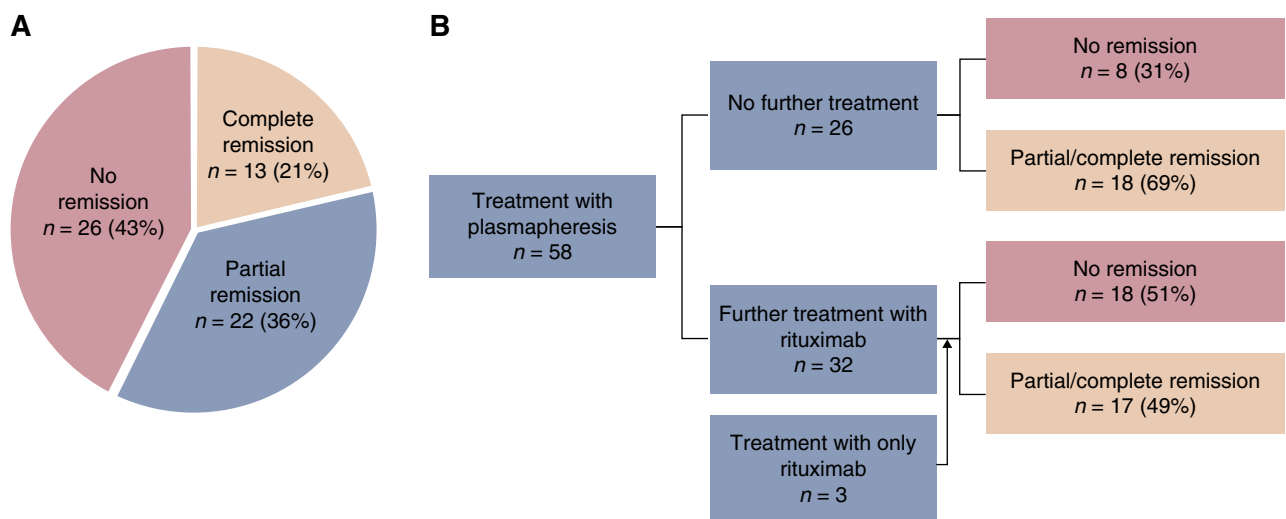 A
Complete
remission
n = 13 (21%)
No
remission
n = 26 (43%)
Partial
remission
n = 22 (36%)
B
Treatment with
plasmapheresis
n = 58
No further treatment
n = 26
No remission
n = 8 (31%)
Partial/complete remission
n = 18 (69%)
Further treatment with
rituximab
n = 32
No remission
n = 18 (51%)
Partial/complete remission
n = 17 (49%)
Treatment with only
rituximab
n = 3